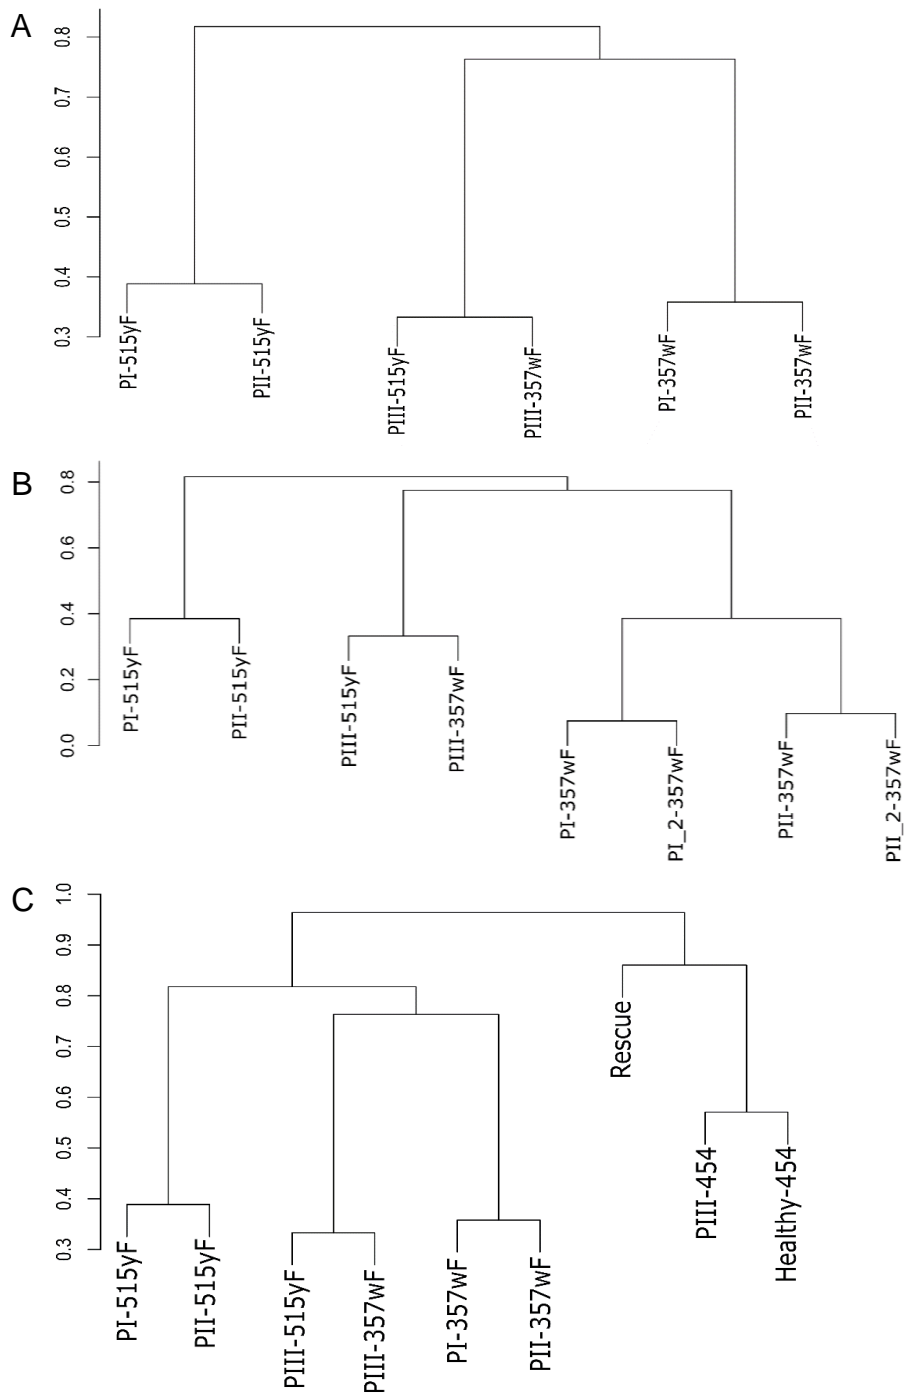 A
0.8
0.7
0.6
0.5
0.4
0.3
PI-515yF
PII-515yF
PIII-515yF
PIII-357wF
PI-357wF
PII-357wF
B
0.8
0.6
0.4
0.2
0.0
PI-515yF
PII-515yF
PIII-515yF
PIII-357wF
PI-357wF
PI_2-357wF
PII-357wF
PII_2-357wF
C
1.0
0.9
0.8
0.7
0.6
0.5
0.4
0.3
PI-515yF
PII-515yF
PIII-515yF
PIII-357wF
PI-357wF
PII-357wF
Rescue
PIII-454
Healthy-454